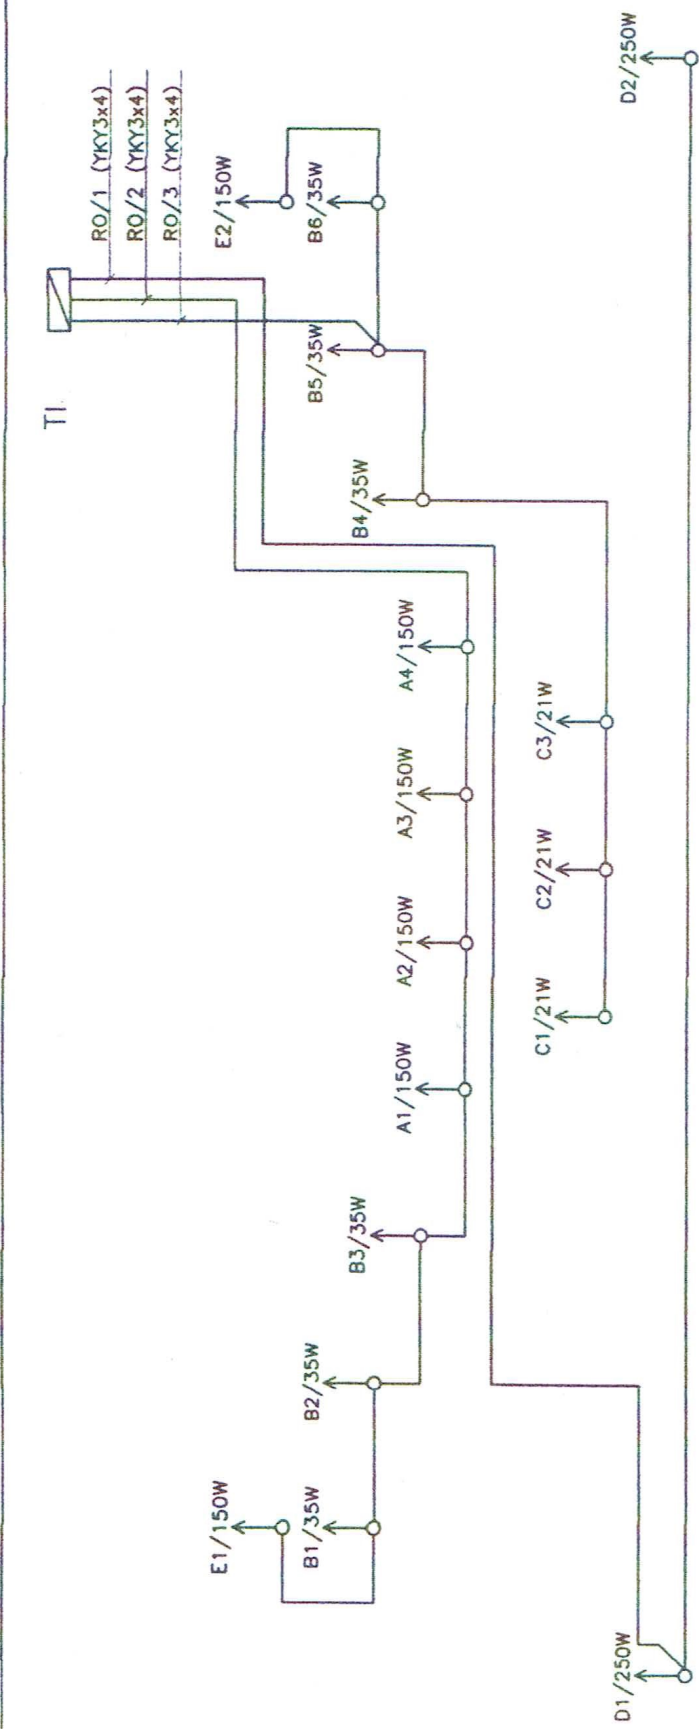 TI
RO/1 (YKY3x4)
RO/2 (YKY3x4)
RO/3 (YKY3x4)
E1/150W
E2/150W
B1/35W
B2/35W
B3/35W
B4/35W
B5/35W
B6/35W
A1/150W
A2/150W
A3/150W
A4/150W
C1/21W
C2/21W
C3/21W
D1/250W
D2/250W